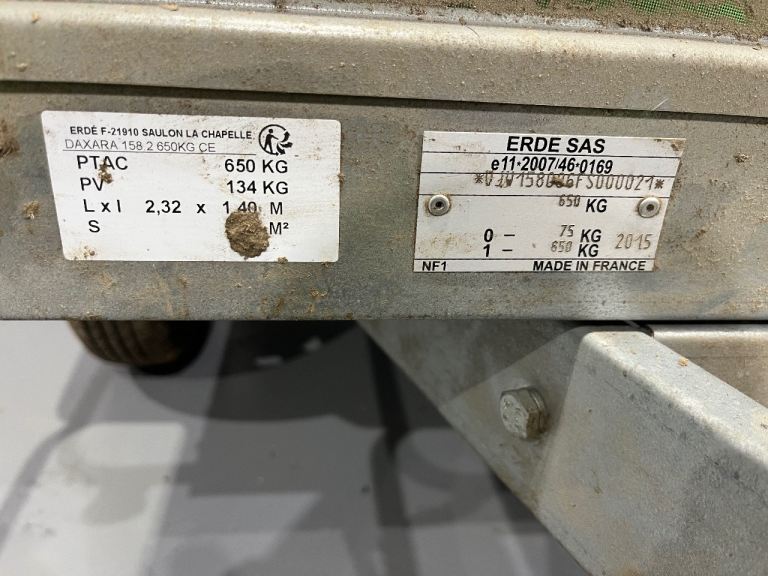 ERDÉ F-21910 SAULON LA CHAPELLE
DAXARA 158 2 650KG CE
PTAC 650 KG
PV 134 KG
L x l 2,32 x 1,40 M
S M²
ERDE SAS
e11*2007/46*0169
650 KG
0 - 75 KG
1 - 650 KG 2015
NF1 MADE IN FRANCE